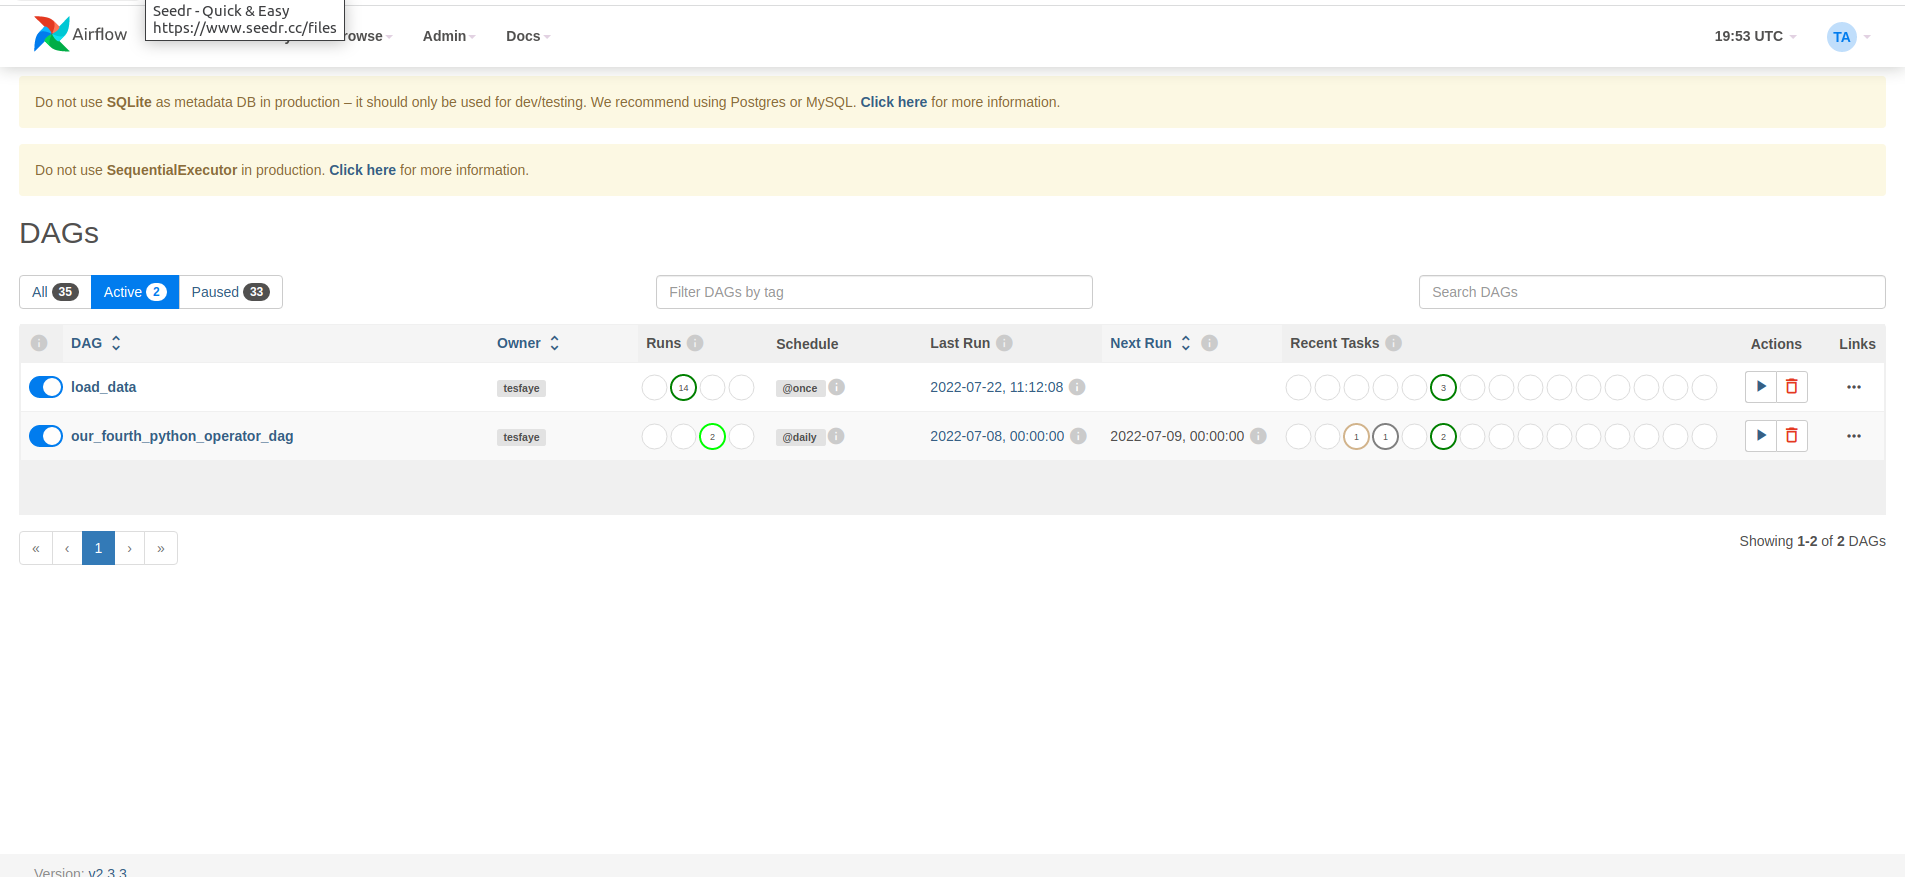 Seedr - Quick & Easy
https://www.seedr.cc/files
Airflow Admin Docs 19:53 UTC TA
Do not use SQLite as metadata DB in production – it should only be used for dev/testing. We recommend using Postgres or MySQL. Click here for more information.
Do not use SequentialExecutor in production. Click here for more information.
DAGs
All 35 Active 2 Paused 33 Filter DAGs by tag Search DAGs
DAG Owner Runs Schedule Last Run Next Run Recent Tasks Actions Links
load_data tesfaye 14 @once 2022-07-22, 11:12:08 3
our_fourth_python_operator_dag tesfaye 2 @daily 2022-07-08, 00:00:00 2022-07-09, 00:00:00 1 1 2
« ‹ 1 › » Showing 1-2 of 2 DAGs
Version: v2.3.3